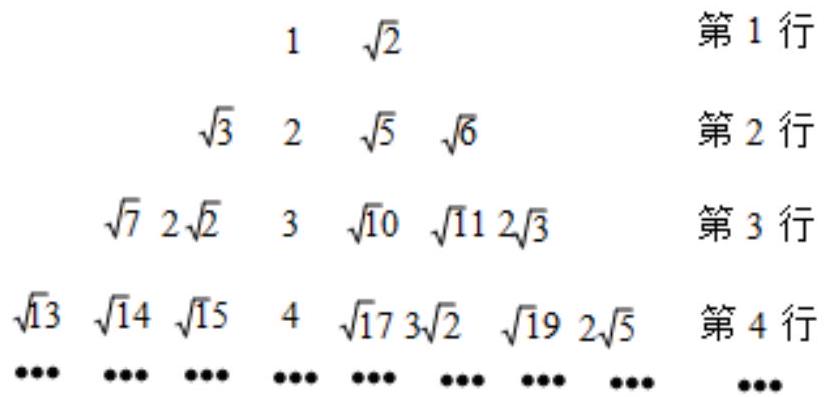 1 √2 第 1 行
√3 2 √5 √6 第 2 行
√7 2√2 3 √10 √11 2√3 第 3 行
√13 √14 √15 4 √17 3√2 √19 2√5 第 4 行
••• ••• ••• ••• ••• ••• ••• ••• •••